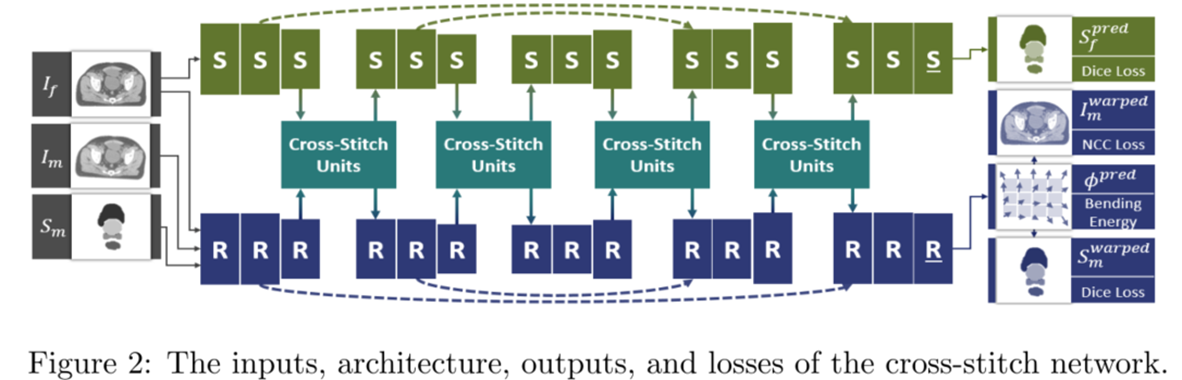 S S S S S S S S S S S S S S S
I_f
I_m
S_m
Cross-Stitch Units
Cross-Stitch Units
Cross-Stitch Units
Cross-Stitch Units
R R R R R R R R R R R R R R R
S_f^pred
Dice Loss
I_m^warped
NCC Loss
ϕ^pred
Bending
Energy
S_m^warped
Dice Loss
Figure 2: The inputs, architecture, outputs, and losses of the cross-stitch network.